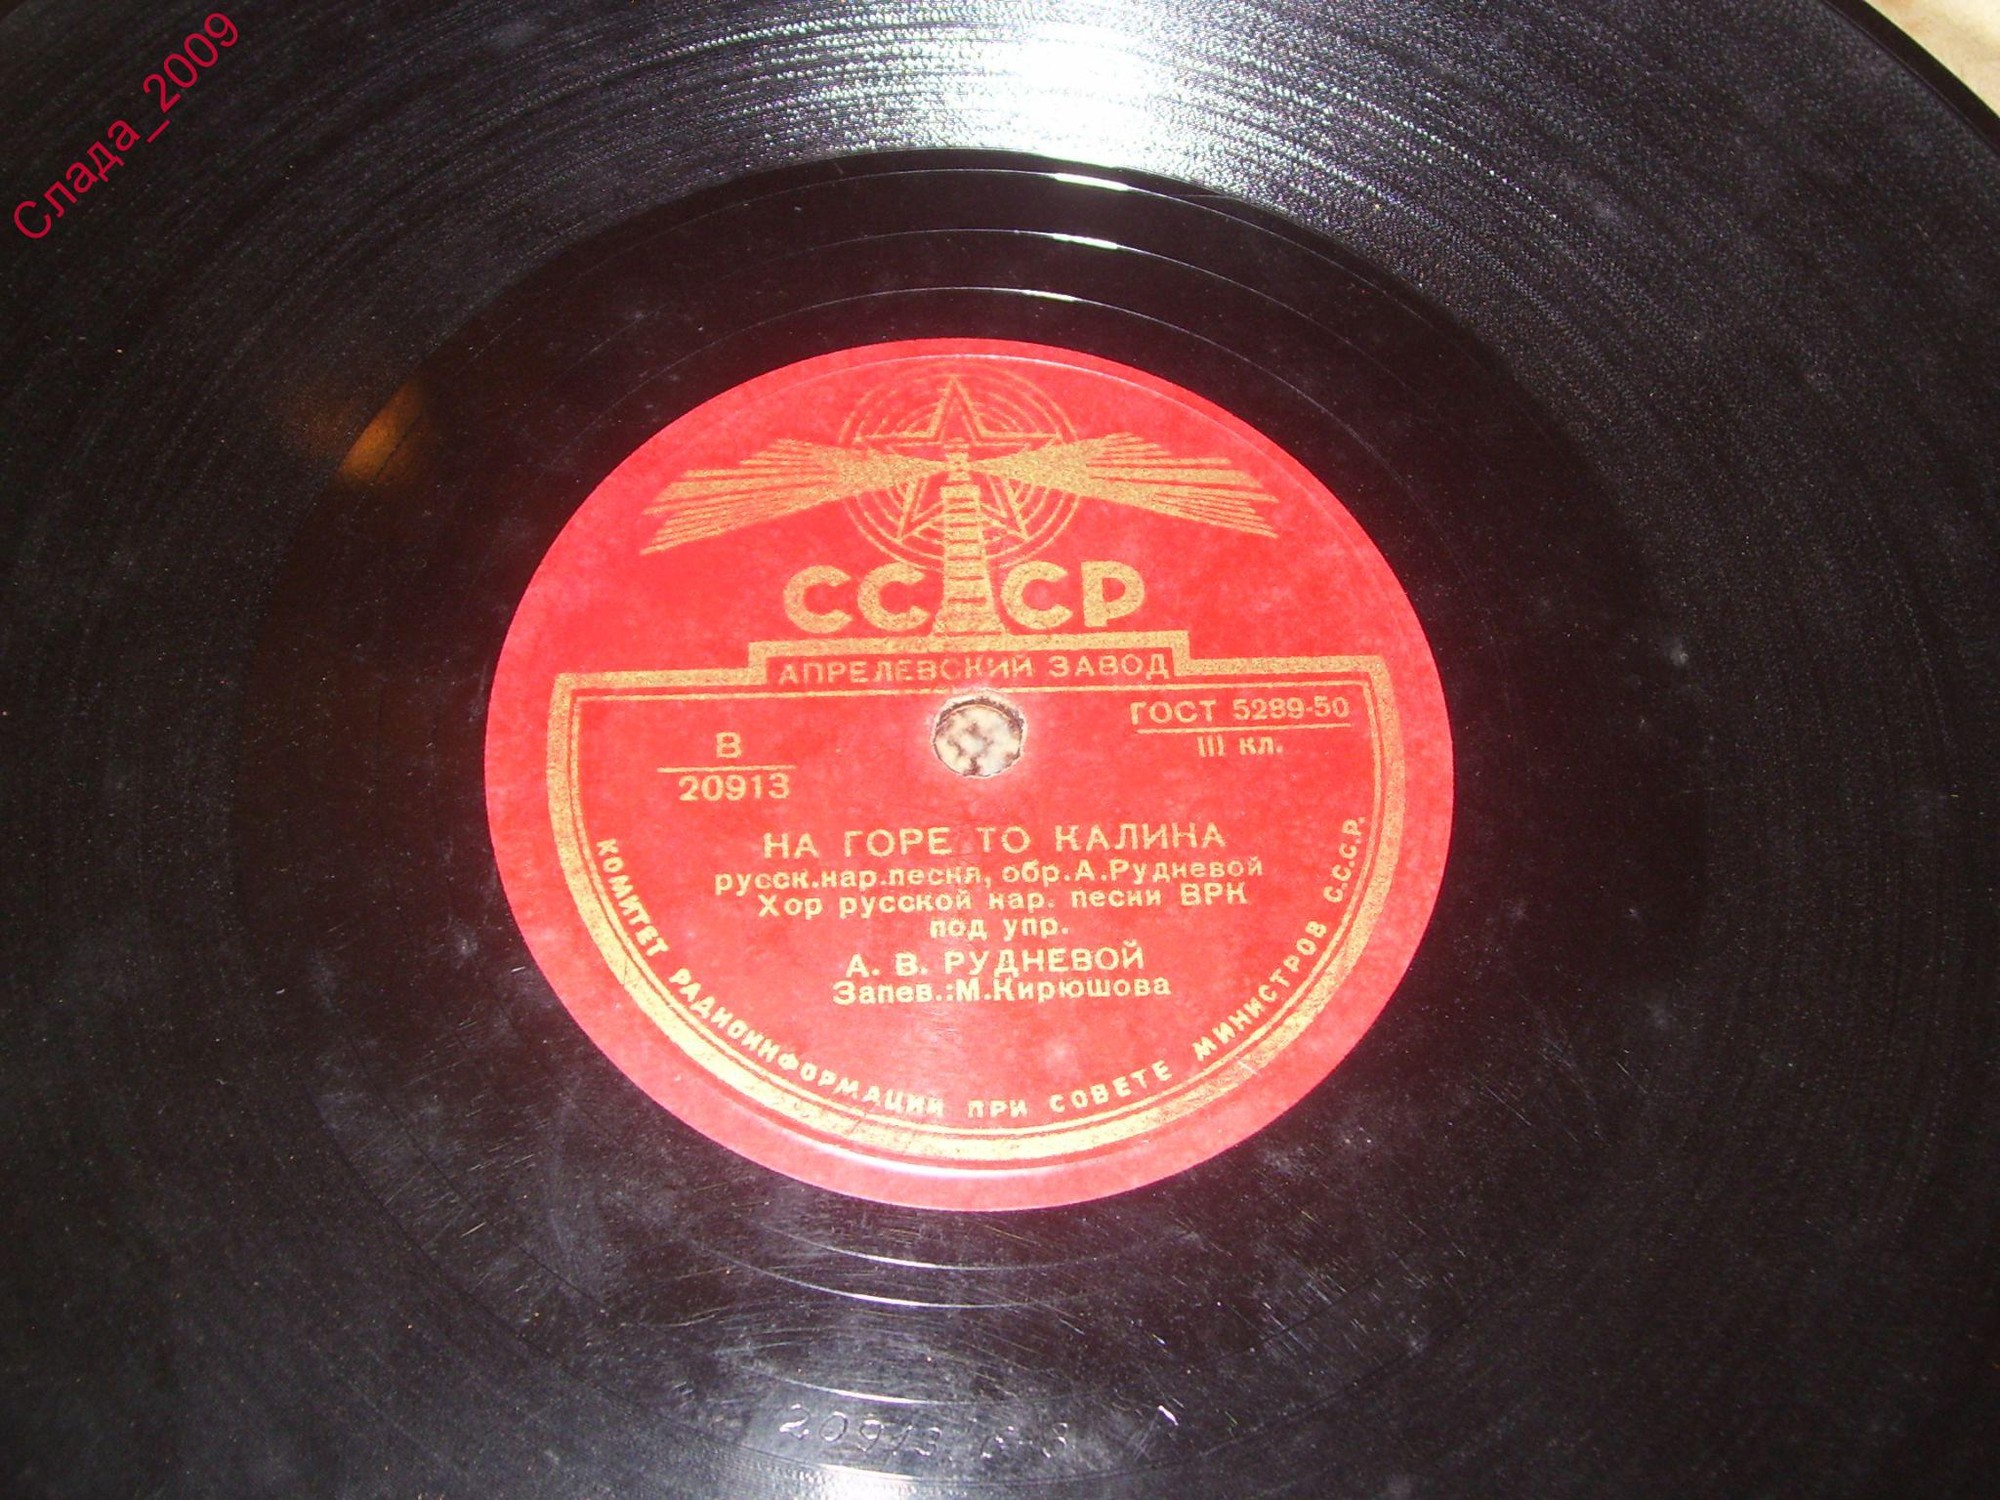 Слада_2009
СССР
АПРЕЛЕВСКИЙ ЗАВОД
ГОСТ 5289-50
III кл.
В
20913
НА ГОРЕ ТО КАЛИНА
русск.нар.песня, обр.А.Рудневой
Хор русской нар. песни ВРК
под упр.
А. В. РУДНЕВОЙ
Запев.:М.Кирюшова
КОМИТЕТ РАДИОИНФОРМАЦИИ ПРИ СОВЕТЕ МИНИСТРОВ С.С.С.Р.
20913